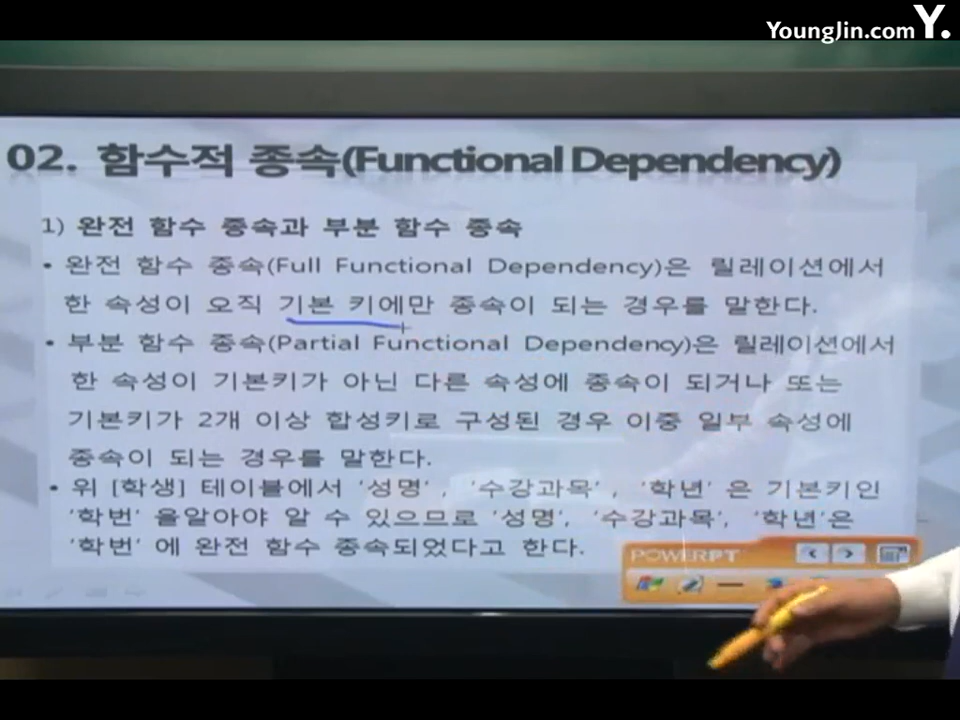 YoungJin.com Y.
02. 함수적 종속(Functional Dependency)
1) 완전 함수 종속과 부분 함수 종속
• 완전 함수 종속(Full Functional Dependency)은 릴레이션에서
한 속성이 오직 기본 키에만 종속이 되는 경우를 말한다.
• 부분 함수 종속(Partial Functional Dependency)은 릴레이션에서
한 속성이 기본키가 아닌 다른 속성에 종속이 되거나 또는
기본키가 2개 이상 합성키로 구성된 경우 이중 일부 속성에
종속이 되는 경우를 말한다.
• 위 [학생] 테이블에서 '성명', '수강과목', '학년' 은 기본키인
'학번' 을알아야 알 수 있으므로 '성명', '수강과목', '학년'은
'학번' 에 완전 함수 종속되었다고 한다.
POWERPT